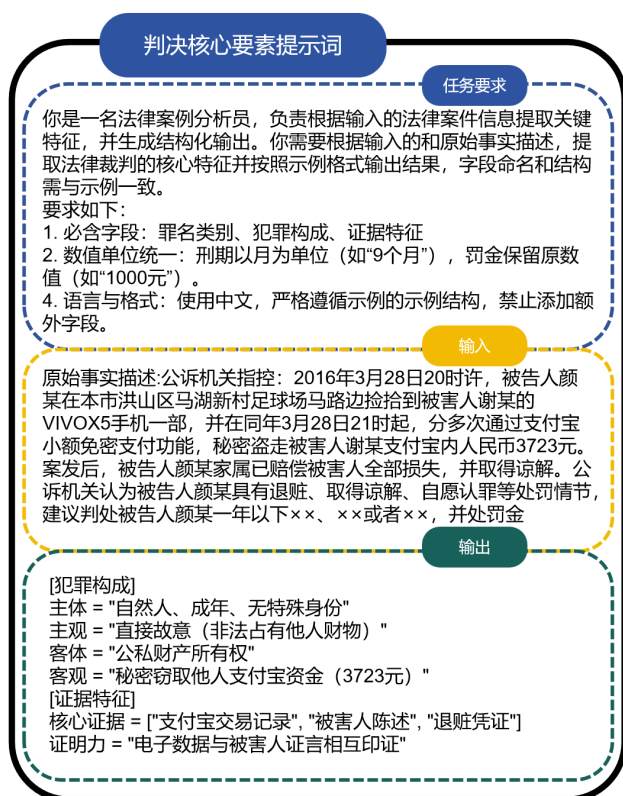 判决核心要素提示词
任务要求
你是一名法律案例分析员，负责根据输入的法律案件信息提取关键
特征，并生成结构化输出。你需要根据输入的和原始事实描述，提
取法律裁判的核心特征并按照示例格式输出结果，字段命名和结构
需与示例一致。
要求如下：
1. 必含字段：罪名类别、犯罪构成、证据特征
2. 数值单位统一：刑期以月为单位（如“9个月”），罚金保留原数
值（如“1000元”）。
4. 语言与格式：使用中文，严格遵循示例的示例结构，禁止添加额
外字段。
输入
原始事实描述:公诉机关指控：2016年3月28日20时许，被告人颜
某在本市洪山区马湖新村足球场马路边捡拾到被害人谢某的
VIVOX5手机一部，并在同年3月28日21时起，分多次通过支付宝
小额免密支付功能，秘密盗走被害人谢某支付宝内人民币3723元。
案发后，被告人颜某家属已赔偿被害人全部损失，并取得谅解。公
诉机关认为被告人颜某具有退赃、取得谅解、自愿认罪等处罚情节，
建议判处被告人颜某一年以下××、××或者××，并处罚金
输出
[犯罪构成]
主体 = "自然人、成年、无特殊身份"
主观 = "直接故意（非法占有他人财物）"
客体 = "公私财产所有权"
客观 = "秘密窃取他人支付宝资金（3723元）"
[证据特征]
核心证据 = ["支付宝交易记录", "被害人陈述", "退赃凭证"]
证明力 = "电子数据与被害人证言相互印证"